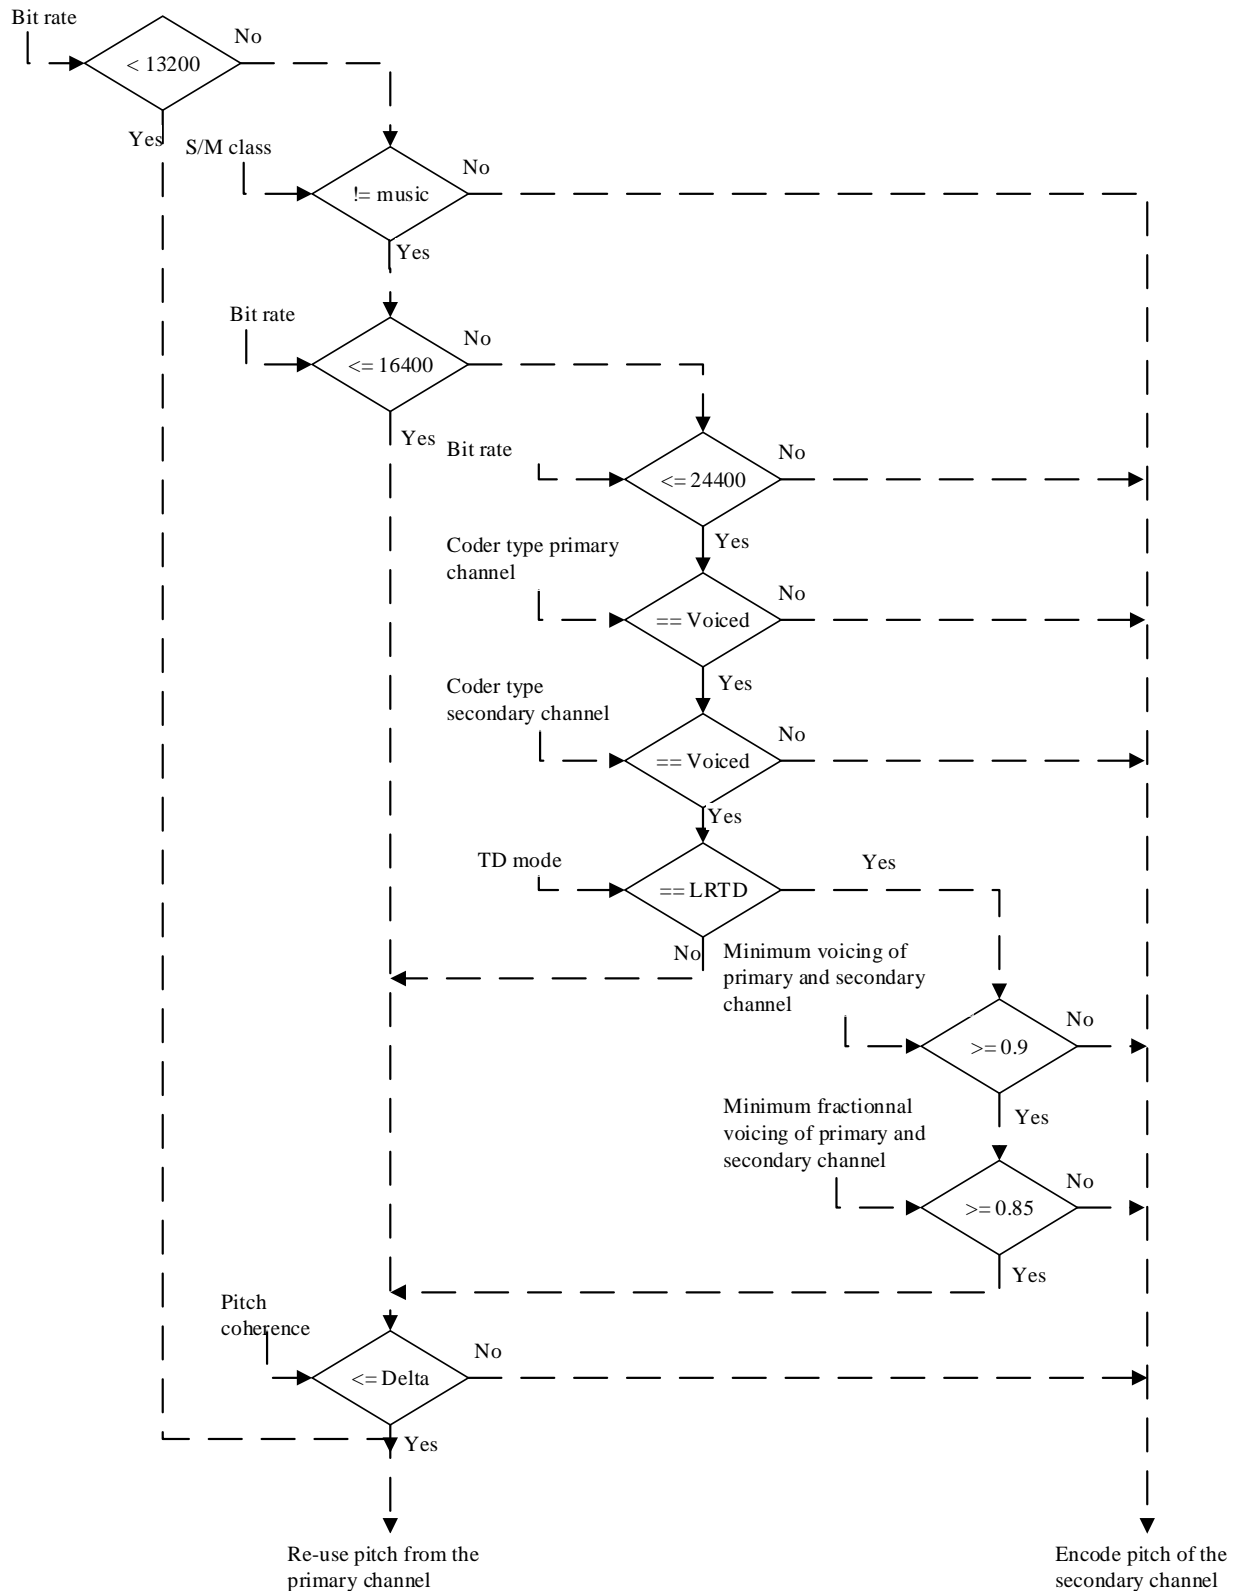 Bit rate
No
< 13200
Yes
S/M class
No
!= music
Yes
Bit rate
No
<= 16400
Yes
Bit rate
No
<= 24400
Yes
Coder type primary
channel
No
== Voiced
Yes
Coder type
secondary channel
No
== Voiced
Yes
TD mode
Yes
== LRTD
No
Minimum voicing of
primary and secondary
channel
No
>= 0.9
Yes
Minimum fractionnal
voicing of primary and
secondary channel
No
>= 0.85
Yes
Pitch
coherence
No
<= Delta
Yes
Re-use pitch from the
primary channel
Encode pitch of the
secondary channel